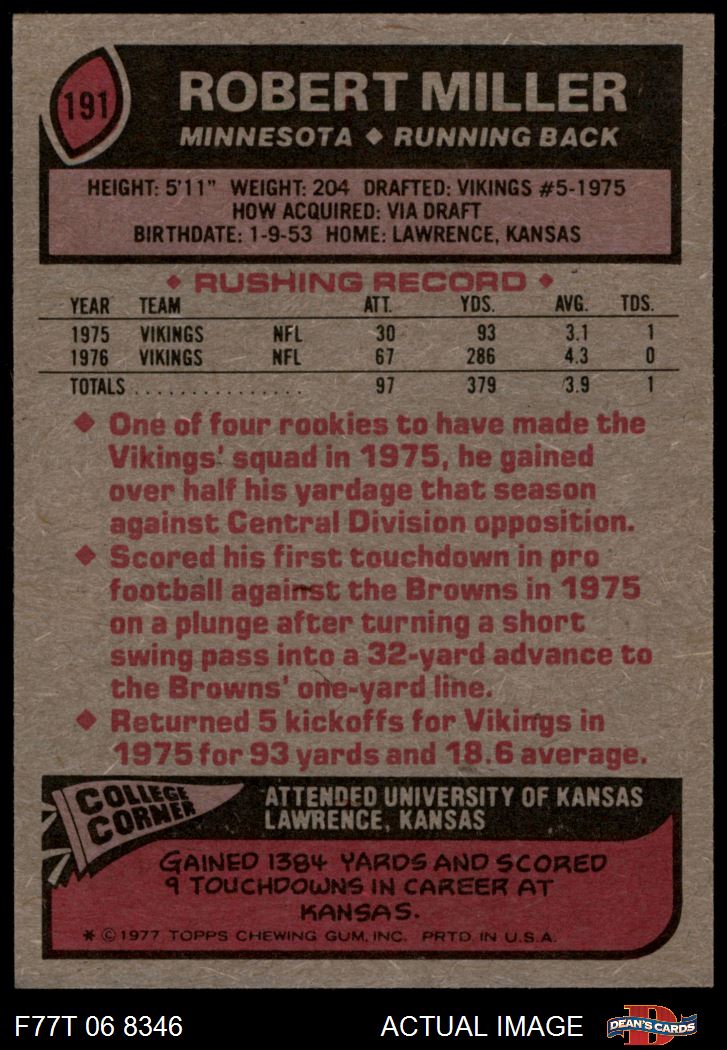 191
ROBERT MILLER
MINNESOTA ◆ RUNNING BACK
HEIGHT: 5'11" WEIGHT: 204 DRAFTED: VIKINGS #5-1975
HOW ACQUIRED: VIA DRAFT
BIRTHDATE: 1-9-53 HOME: LAWRENCE, KANSAS
◆ RUSHING RECORD ◆
YEAR TEAM ATT. YDS. AVG. TDS.
1975 VIKINGS NFL 30 93 3.1 1
1976 VIKINGS NFL 67 286 4.3 0
TOTALS ................ 97 379 3.9 1
◆ One of four rookies to have made the
Vikings' squad in 1975, he gained
over half his yardage that season
against Central Division opposition.
◆ Scored his first touchdown in pro
football against the Browns in 1975
on a plunge after turning a short
swing pass into a 32-yard advance to
the Browns' one-yard line.
◆ Returned 5 kickoffs for Vikings in
1975 for 93 yards and 18.6 average.
COLLEGE
CORNER
ATTENDED UNIVERSITY OF KANSAS
LAWRENCE, KANSAS
GAINED 1384 YARDS AND SCORED
9 TOUCHDOWNS IN CAREER AT
KANSAS.
* © 1977 TOPPS CHEWING GUM, INC. PRTD. IN U.S.A.
F77T 06 8346 ACTUAL IMAGE
D
DEAN'S CARDS